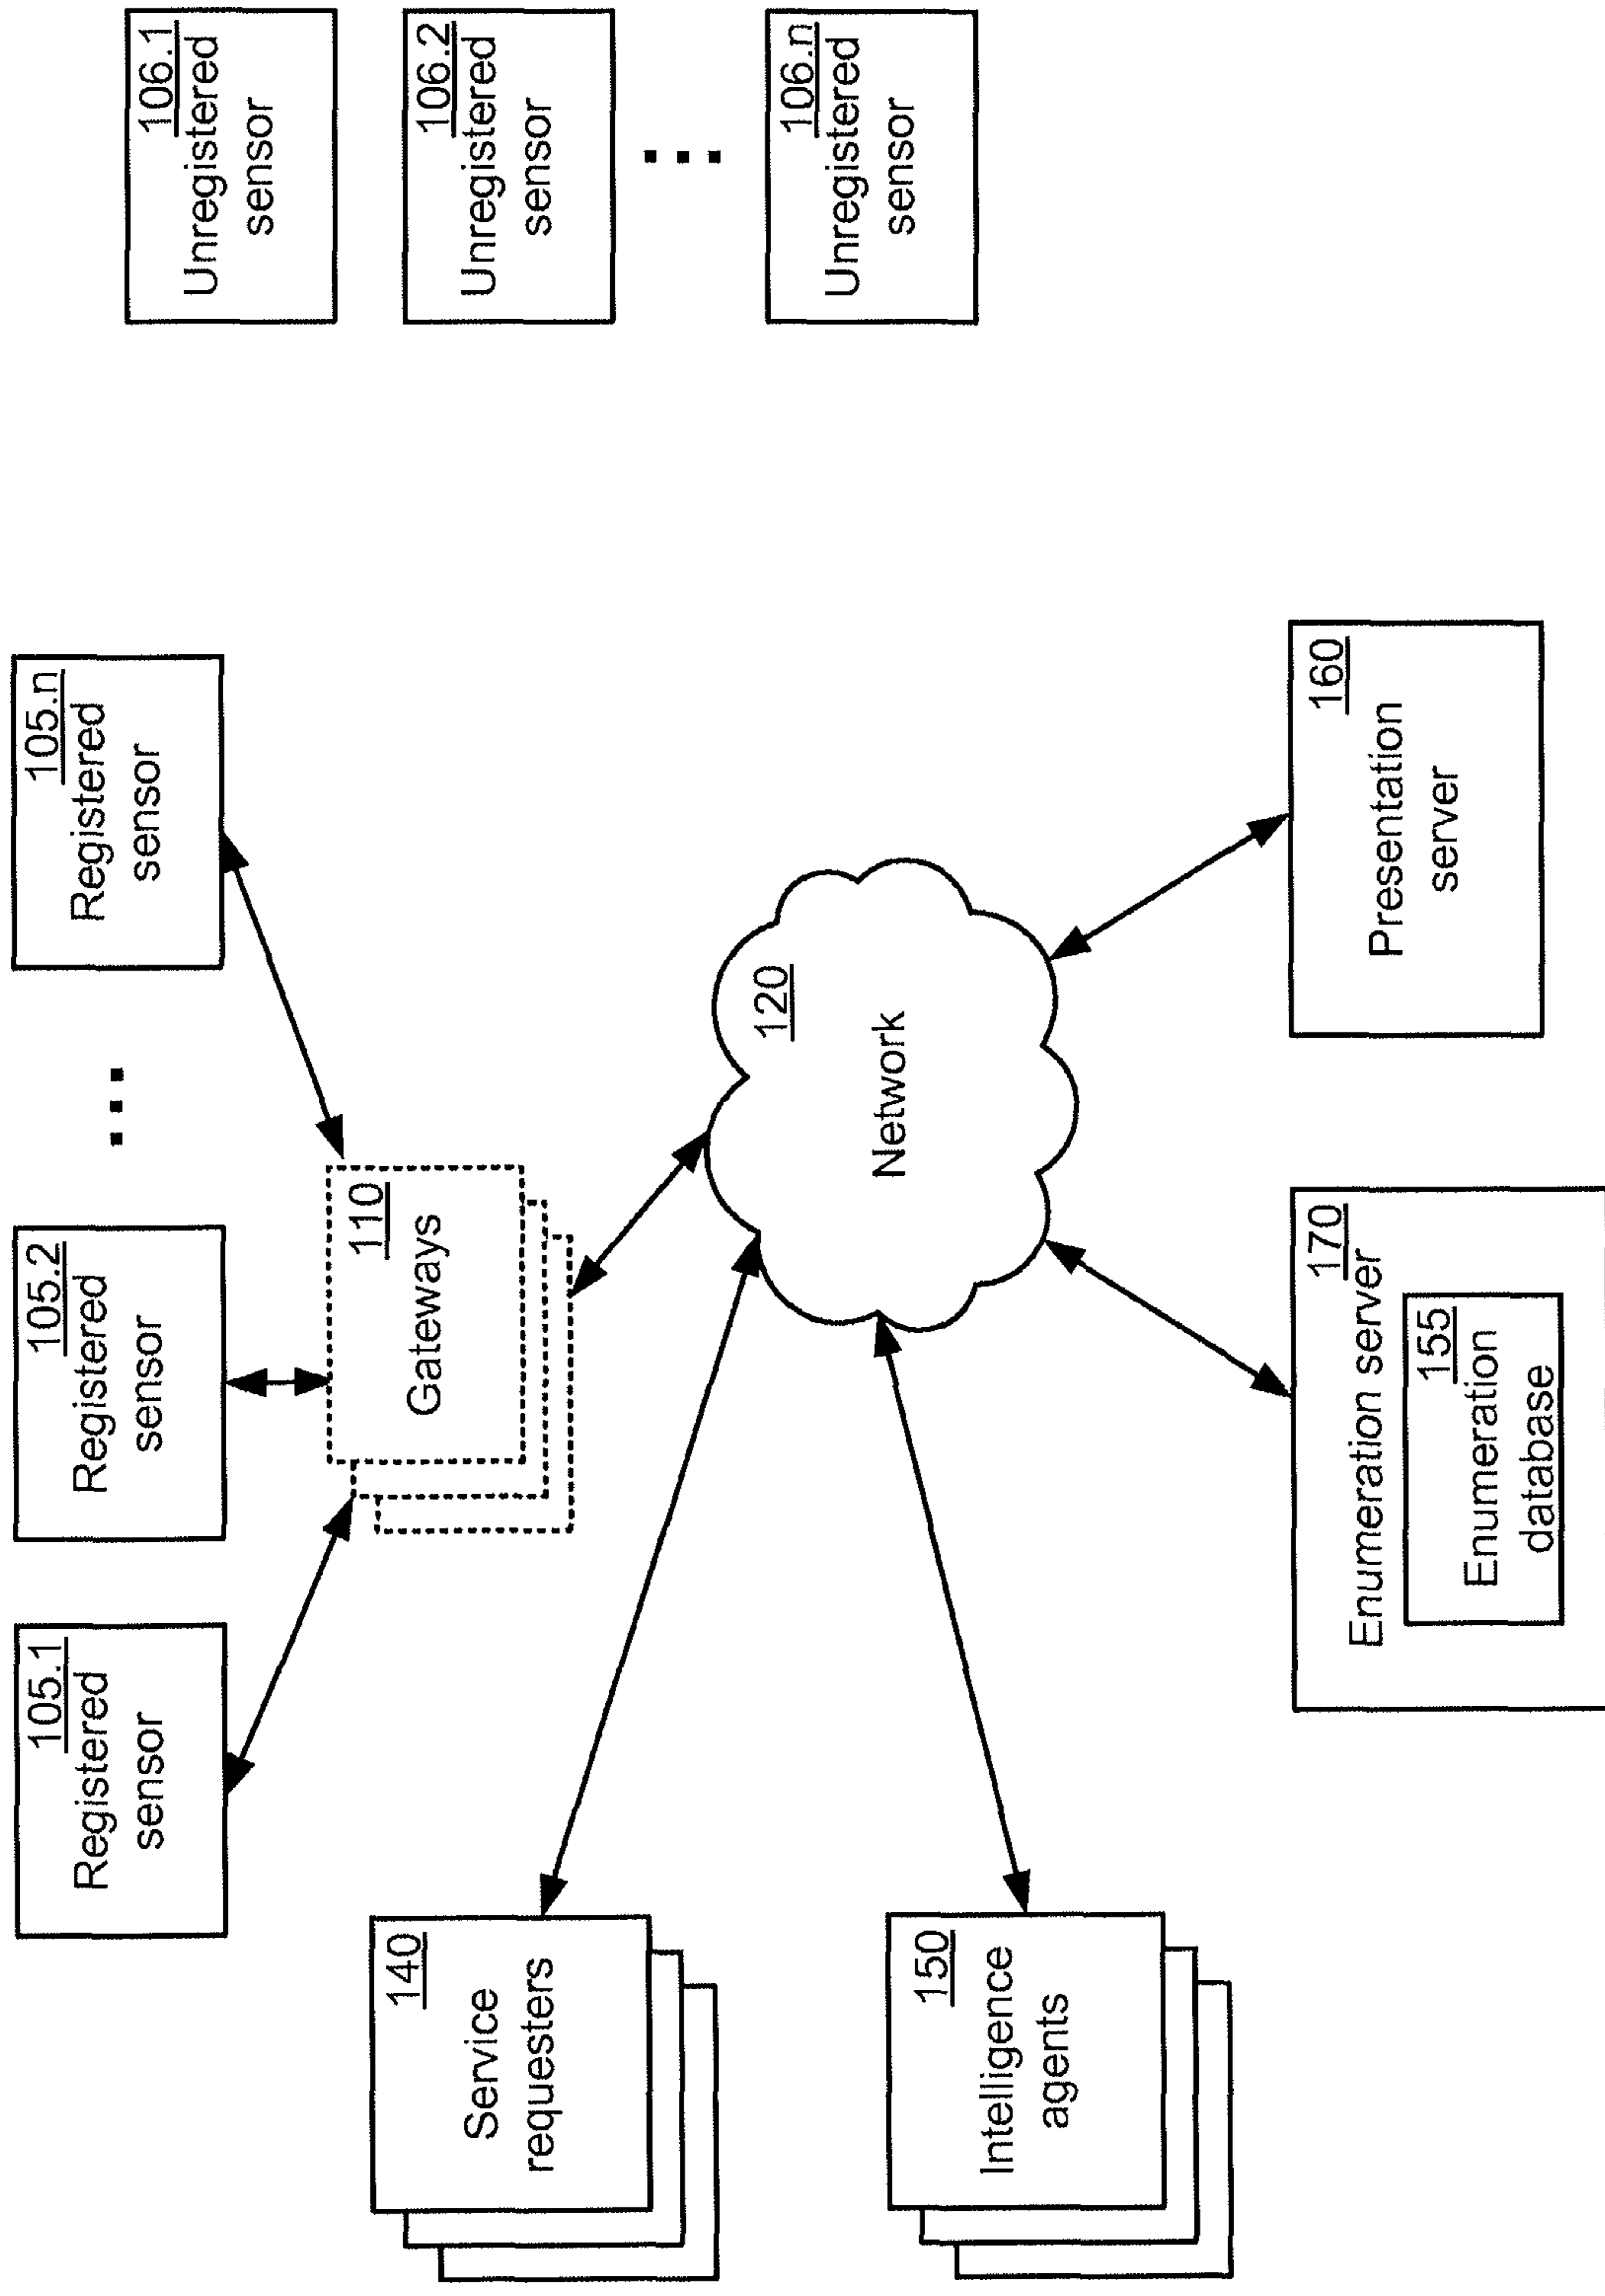 105.1
Registered
sensor
105.2
Registered
sensor
105.n
Registered
sensor
106.1
Unregistered
sensor
106.2
Unregistered
sensor
106.n
Unregistered
sensor
110
Gateways
140
Service
requesters
120
Network
150
Intelligence
agents
170
Enumeration server
155
Enumeration
database
160
Presentation
server